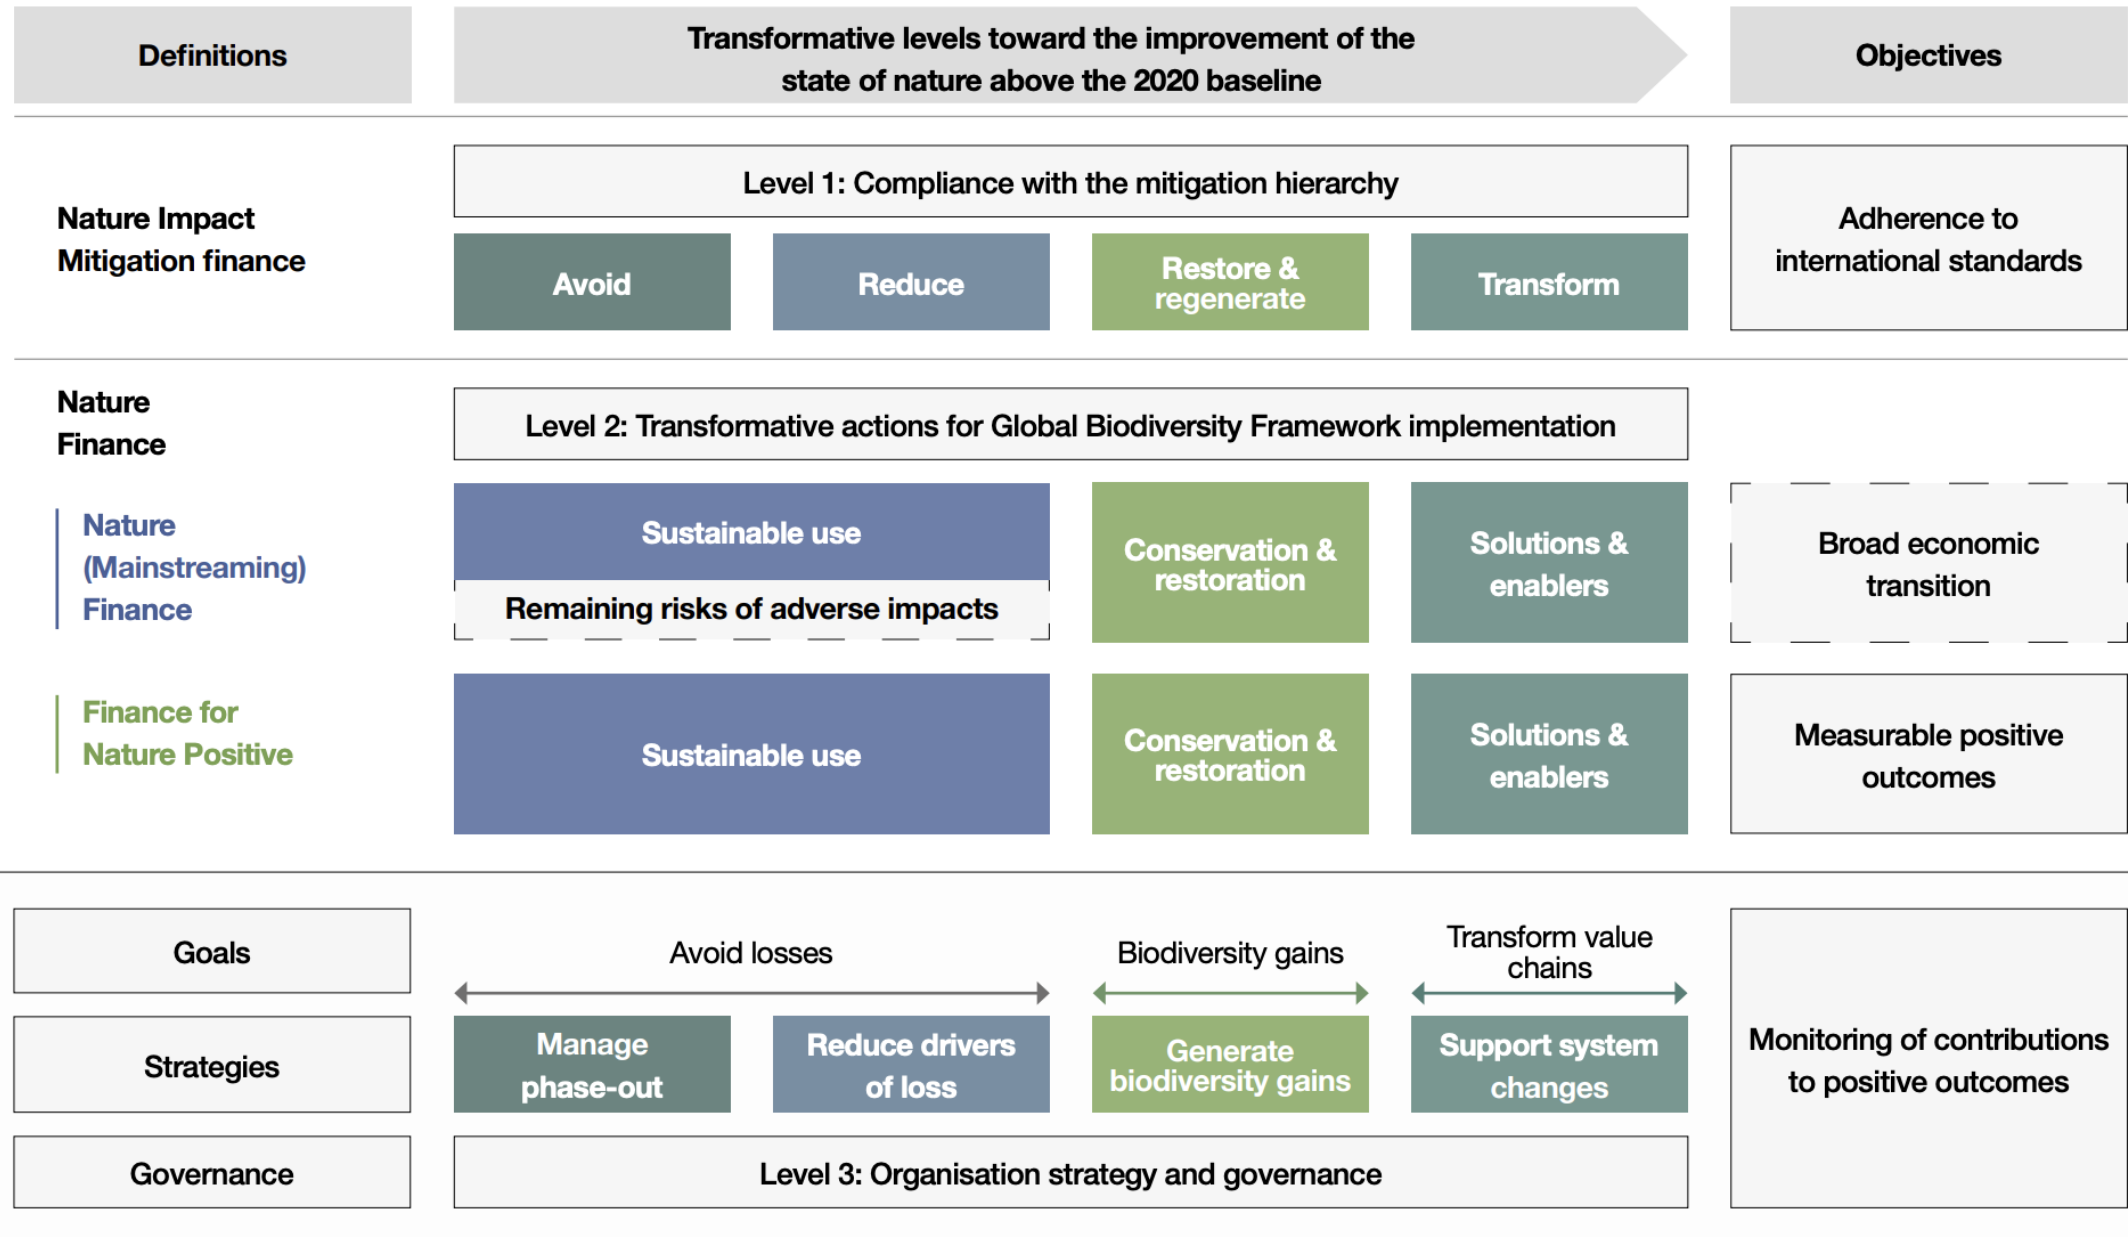 Definitions
Transformative levels toward the improvement of the
state of nature above the 2020 baseline
Objectives
Nature Impact
Mitigation finance
Level 1: Compliance with the mitigation hierarchy
Avoid
Reduce
Restore &
regenerate
Transform
Adherence to
international standards
Nature
Finance
Level 2: Transformative actions for Global Biodiversity Framework implementation
Nature
(Mainstreaming)
Finance
Sustainable use
Remaining risks of adverse impacts
Conservation &
restoration
Solutions &
enablers
Broad economic
transition
Finance for
Nature Positive
Sustainable use
Conservation &
restoration
Solutions &
enablers
Measurable positive
outcomes
Goals
Avoid losses
Biodiversity gains
Transform value
chains
Strategies
Manage
phase-out
Reduce drivers
of loss
Generate
biodiversity gains
Support system
changes
Monitoring of contributions
to positive outcomes
Governance
Level 3: Organisation strategy and governance